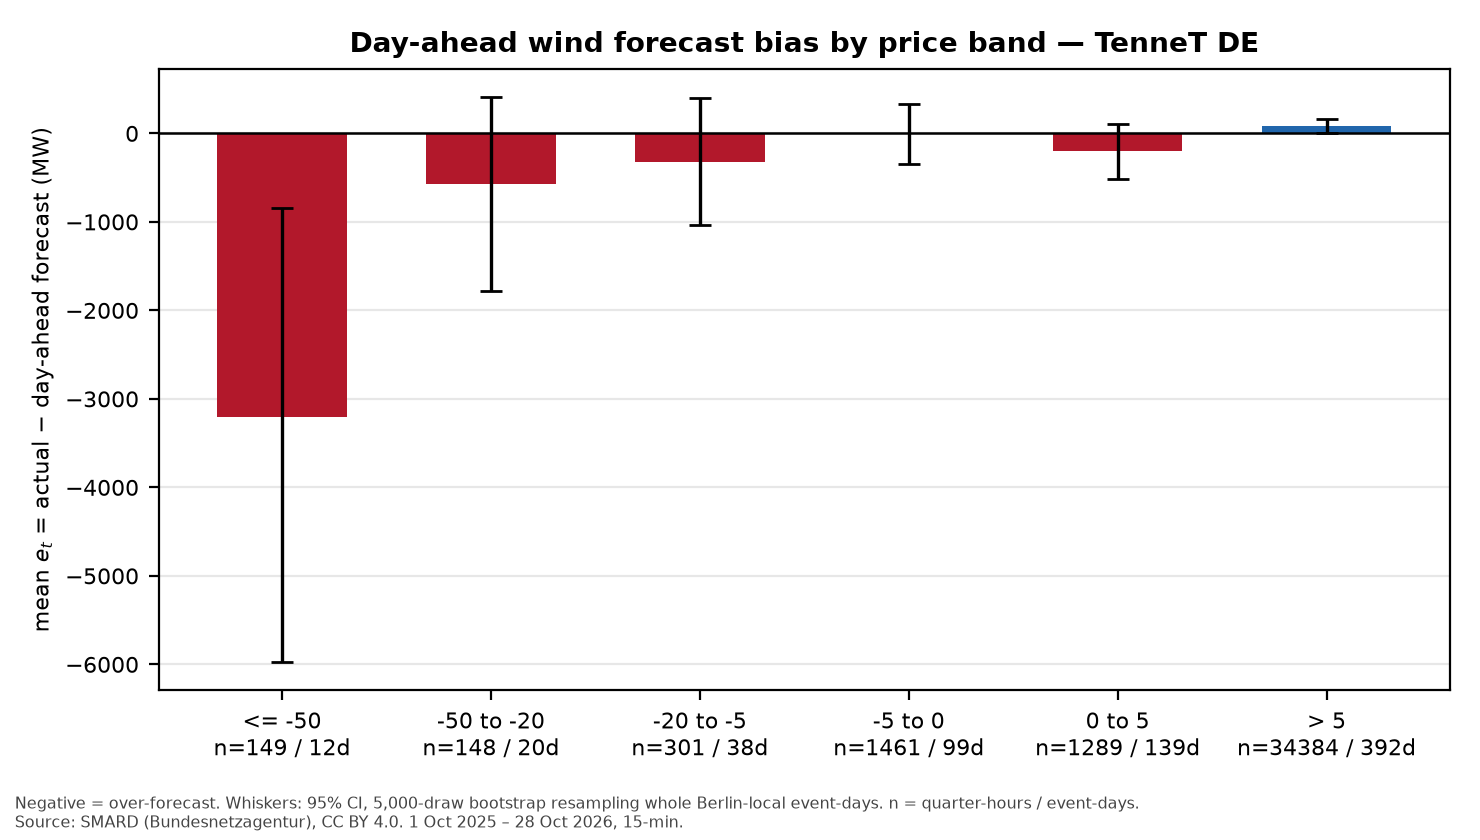 Day-ahead wind forecast bias by price band — TenneT DE
mean eₜ = actual − day-ahead forecast (MW)
0
−1000
−2000
−3000
−4000
−5000
−6000
<= -50
n=149 / 12d
-50 to -20
n=148 / 20d
-20 to -5
n=301 / 38d
-5 to 0
n=1461 / 99d
0 to 5
n=1289 / 139d
> 5
n=34384 / 392d
Negative = over-forecast. Whiskers: 95% CI, 5,000-draw bootstrap resampling whole Berlin-local event-days. n = quarter-hours / event-days.
Source: SMARD (Bundesnetzagentur), CC BY 4.0. 1 Oct 2025 – 28 Oct 2026, 15-min.